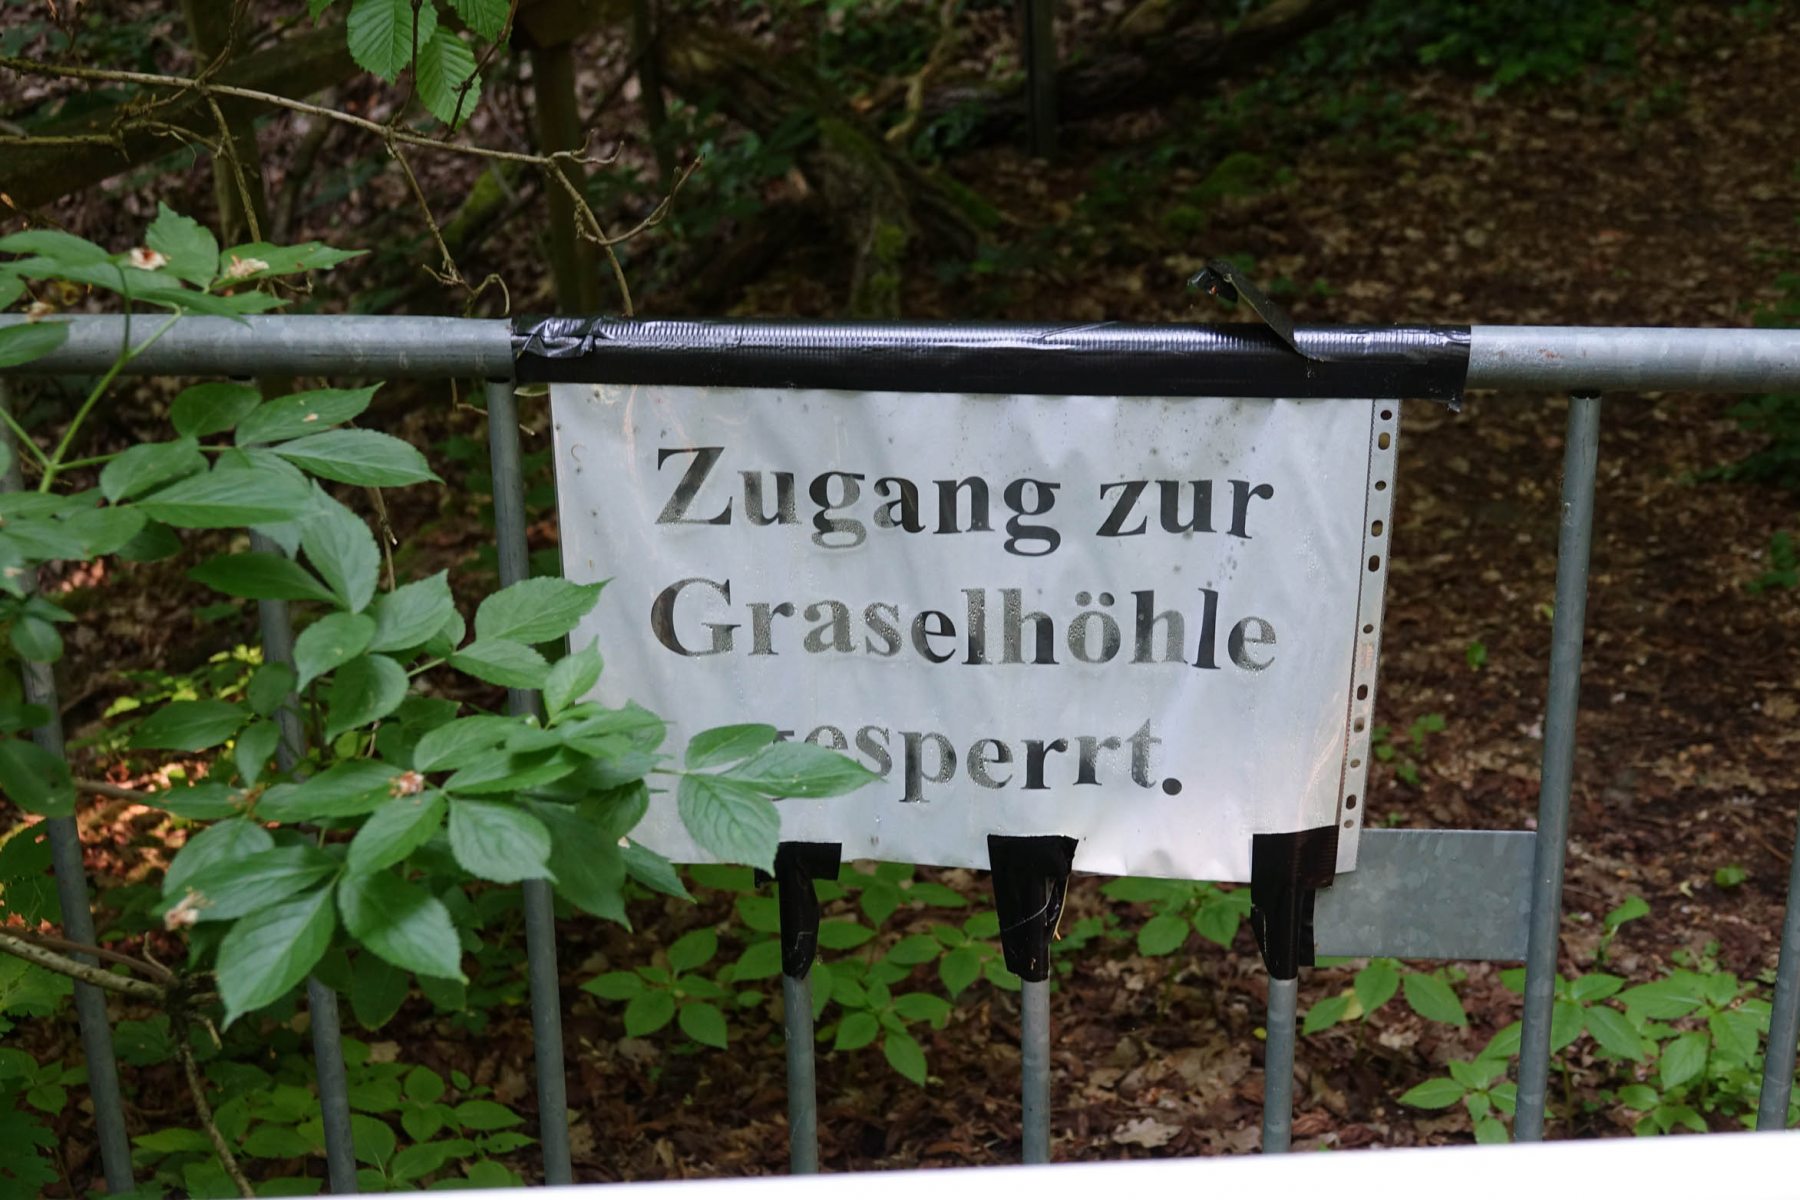 Zugang zur
Graselhöhle
gesperrt.